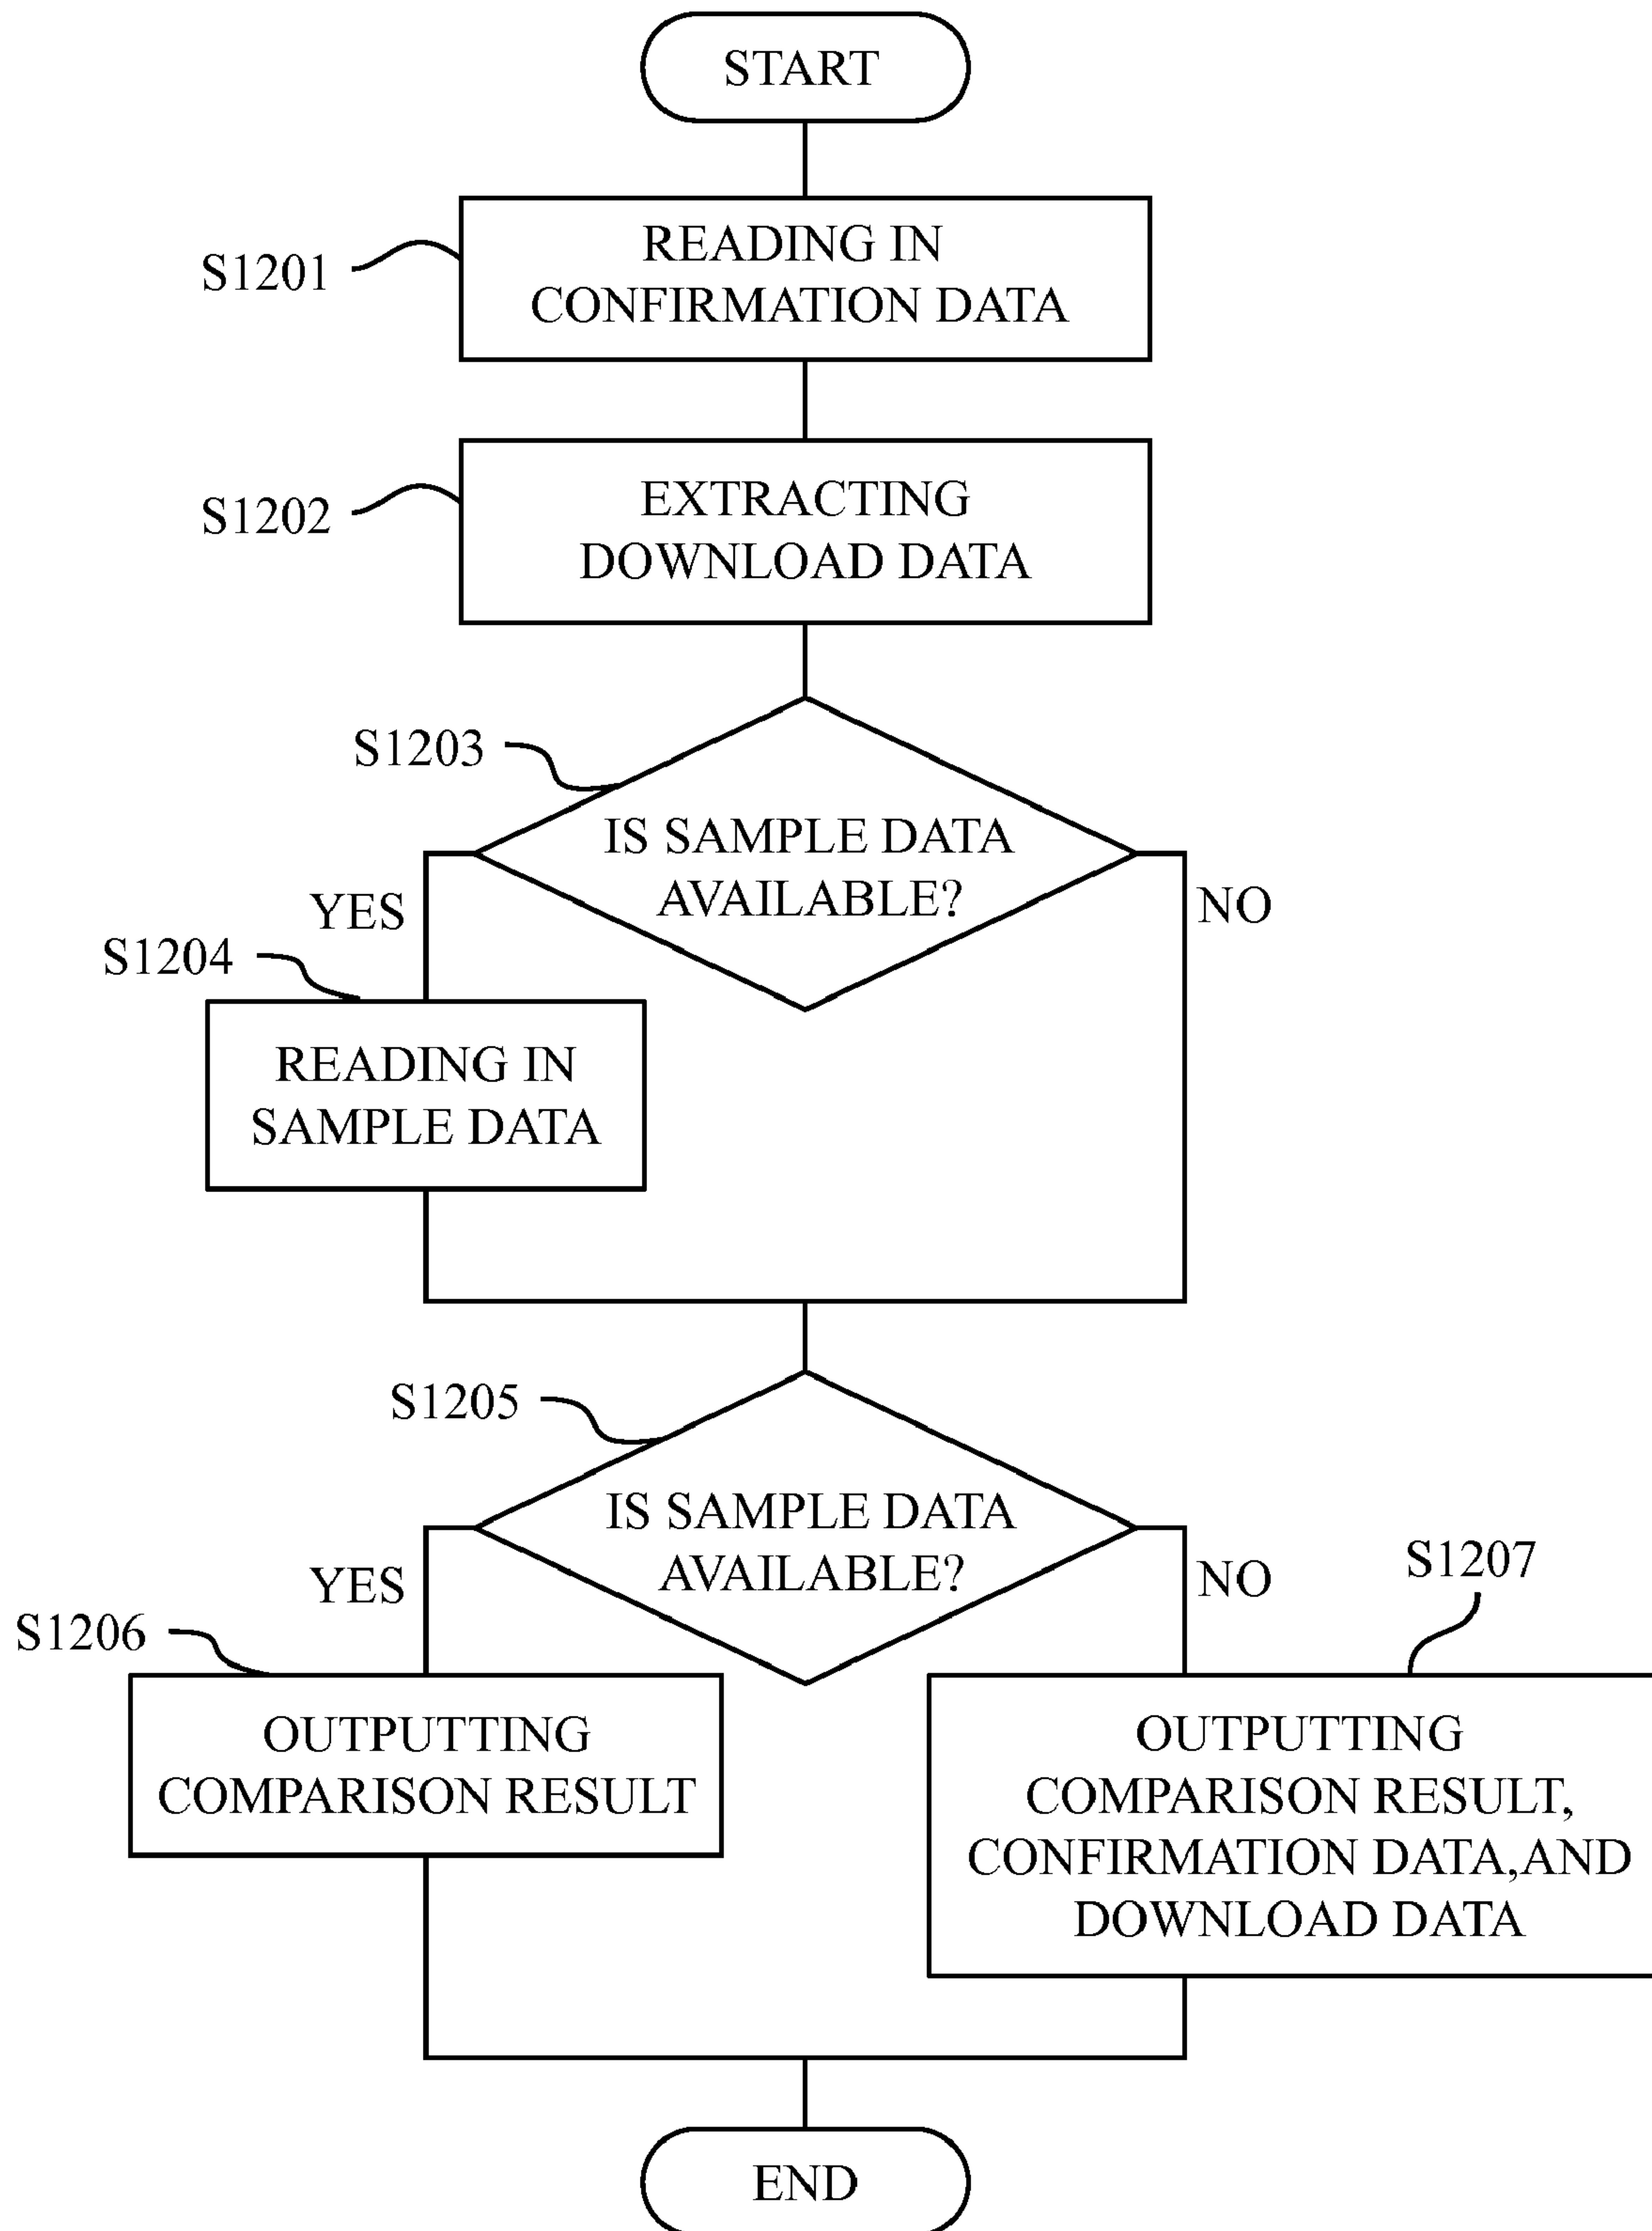 START
S1201
READING IN
CONFIRMATION DATA
S1202
EXTRACTING
DOWNLOAD DATA
S1203
IS SAMPLE DATA
AVAILABLE?
YES
NO
S1204
READING IN
SAMPLE DATA
S1205
IS SAMPLE DATA
AVAILABLE?
YES
NO
S1206
OUTPUTTING
COMPARISON RESULT
S1207
OUTPUTTING
COMPARISON RESULT,
CONFIRMATION DATA,AND
DOWNLOAD DATA
END